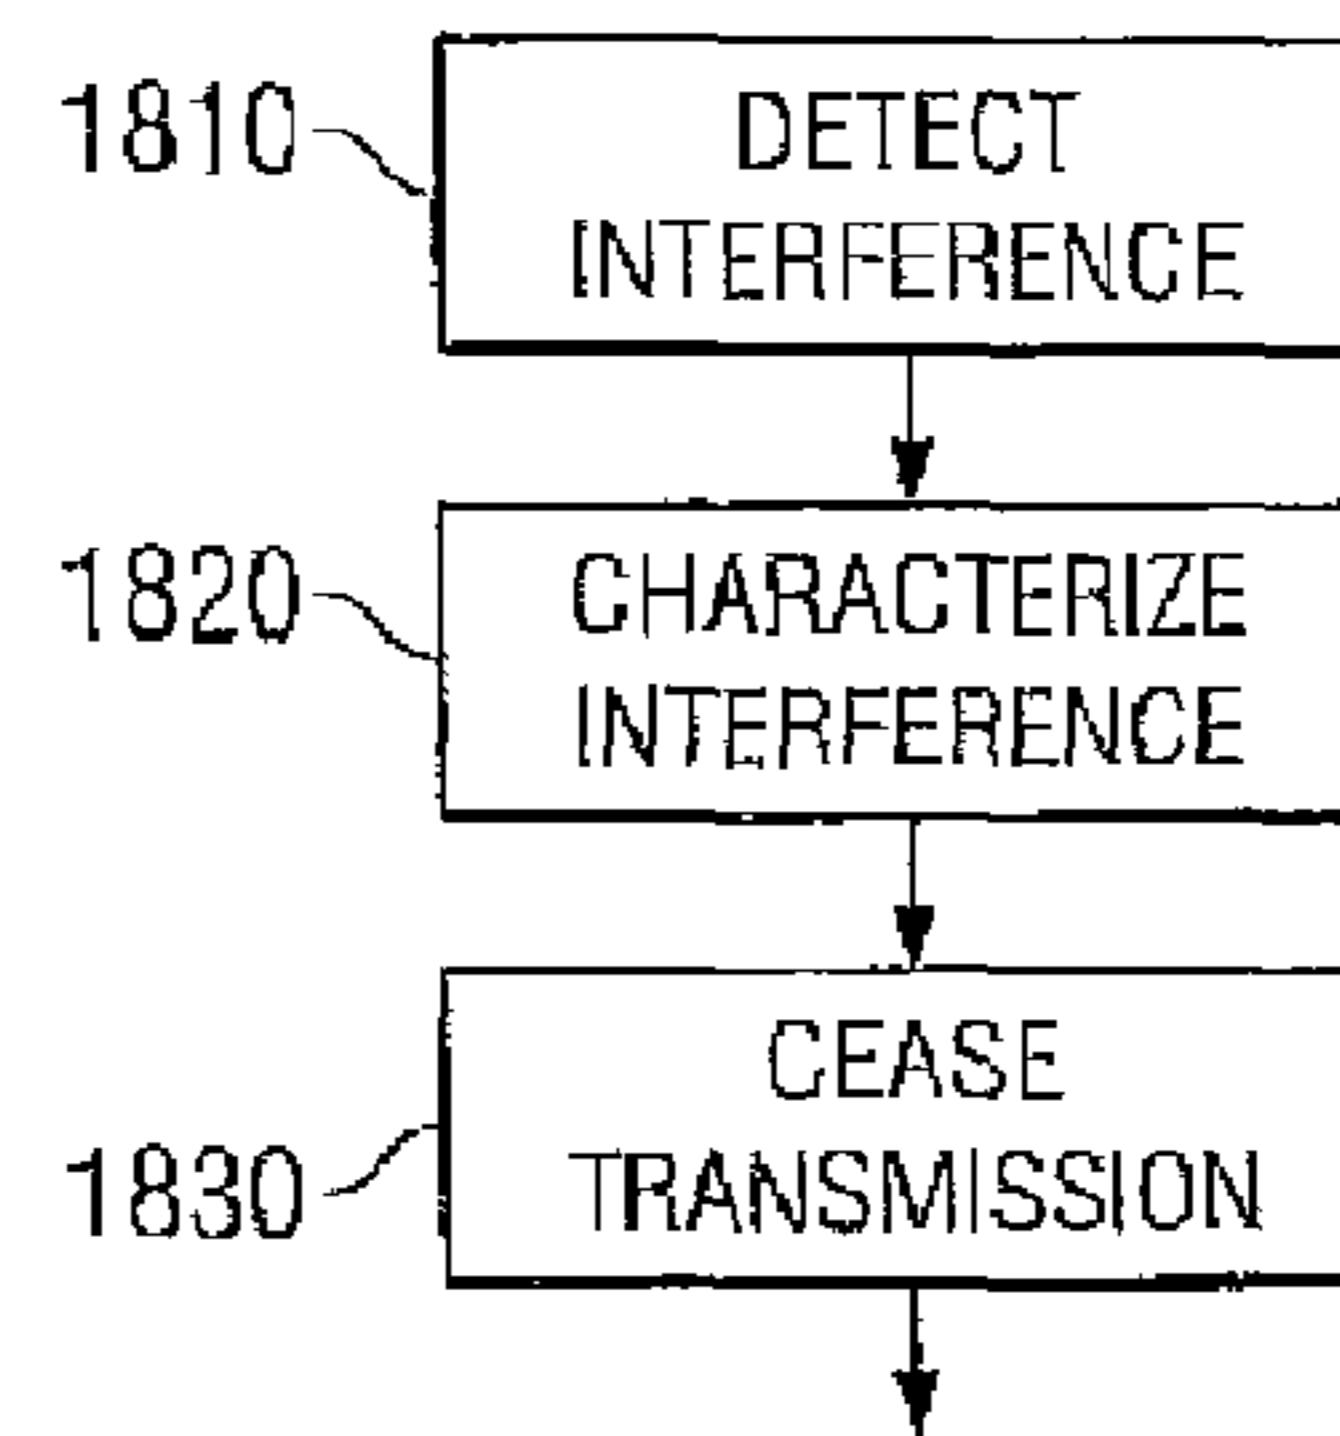 1810
DETECT
INTERFERENCE
1820
CHARACTERIZE
INTERFERENCE
CEASE
1830
TRANSMISSION